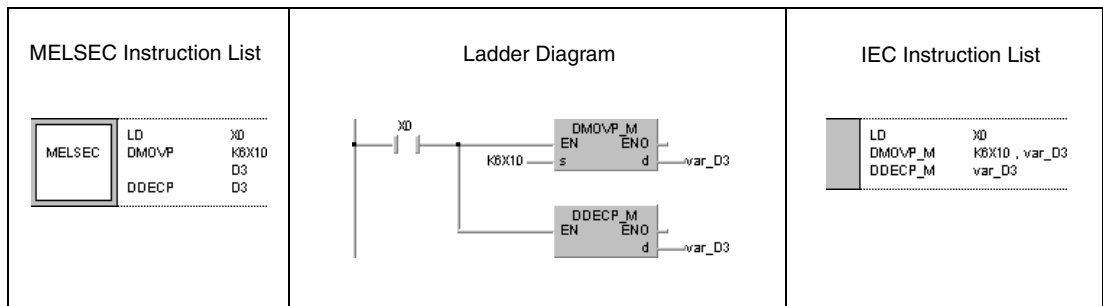 MELSEC Instruction List
Ladder Diagram
IEC Instruction List
MELSEC
LD X0
DMOVP K6X10
D3
DDECP D3
X0
DMOVP_M
EN ENO
K6X10 s d var_D3
DDECP_M
EN ENO
d var_D3
LD X0
DMOVP_M K6X10 , var_D3
DDECP_M var_D3